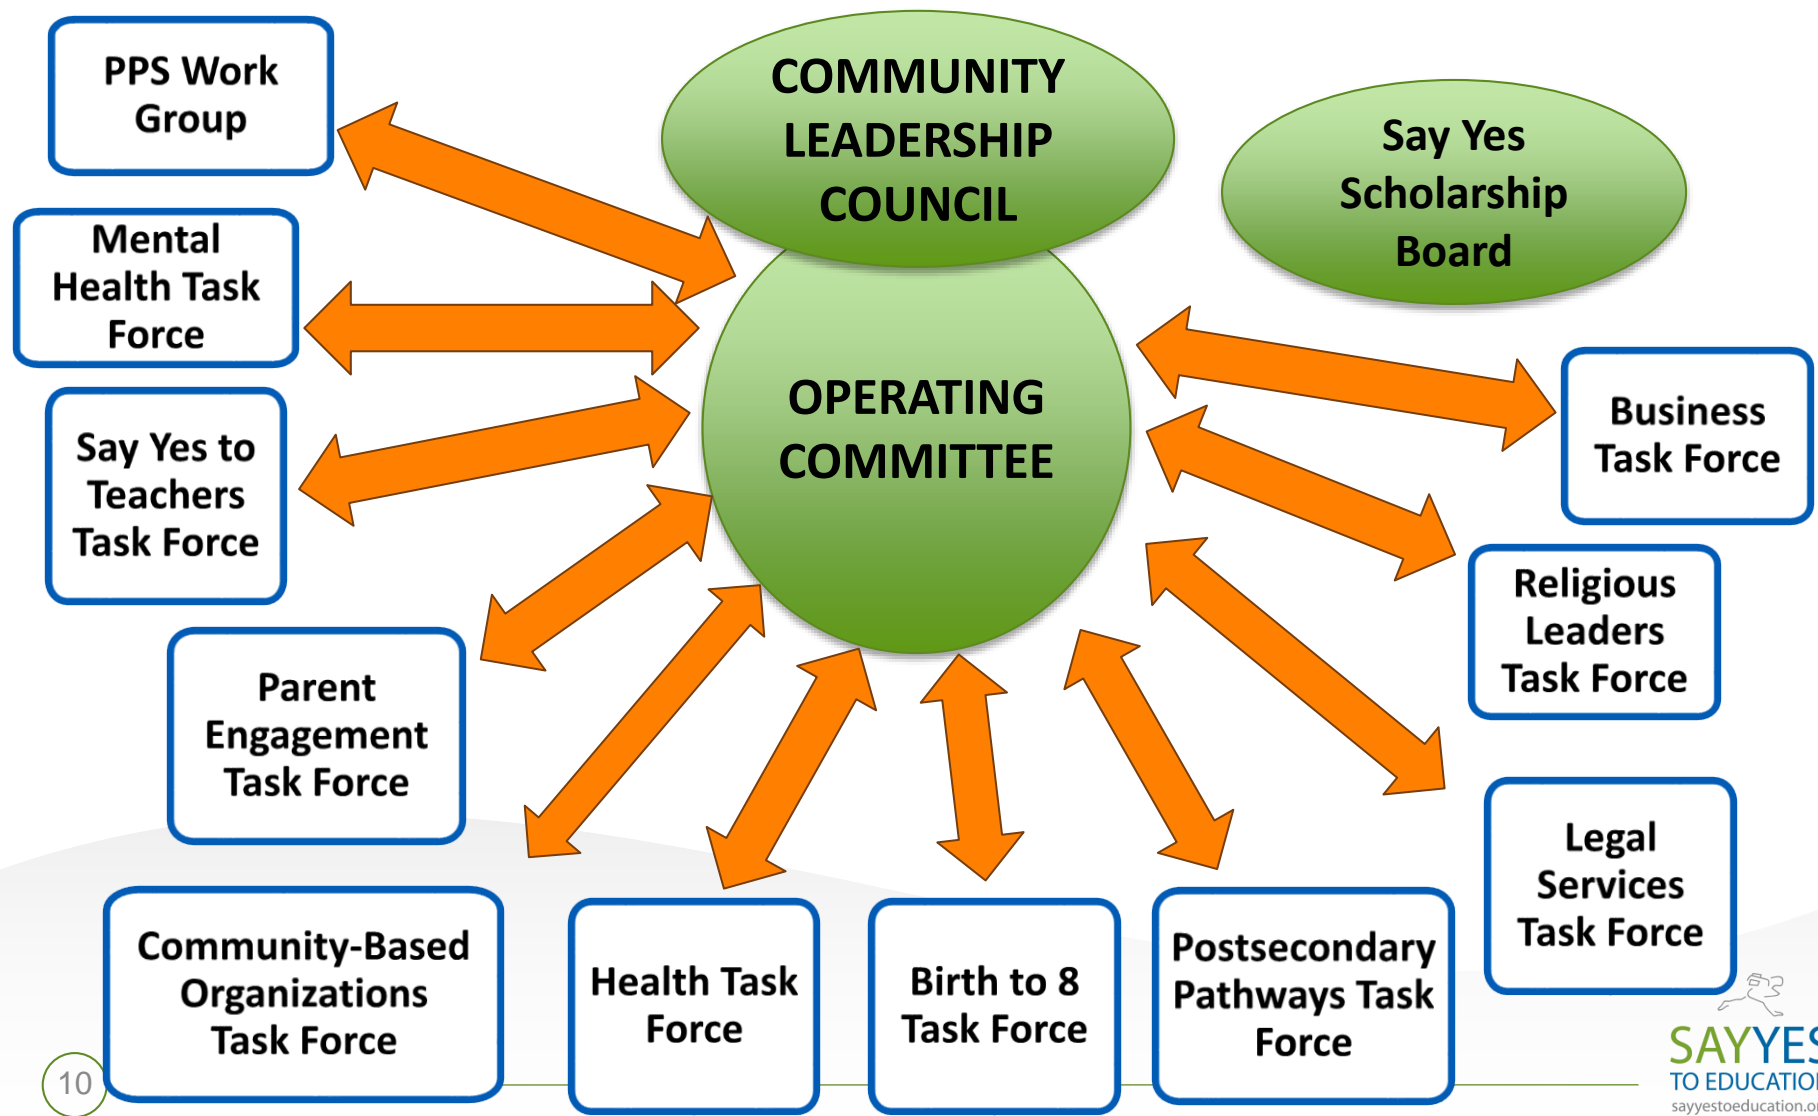 PPS Work
Group
COMMUNITY
LEADERSHIP
COUNCIL
Say Yes
Scholarship
Board
Mental
Health Task
Force
OPERATING
COMMITTEE
Say Yes to
Teachers
Task Force
Business
Task Force
Religious
Leaders
Task Force
Parent
Engagement
Task Force
Legal
Services
Task Force
Community-Based
Organizations
Task Force
Health Task
Force
Birth to 8
Task Force
Postsecondary
Pathways Task
Force
10
SAYYES
TO EDUCATION
sayyestoeducation.or